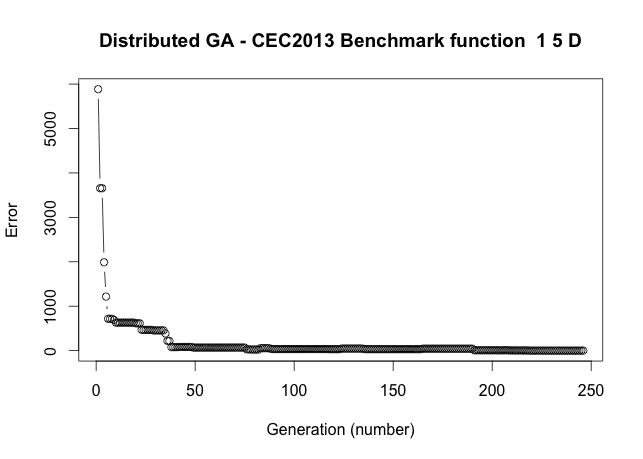 Distributed GA - CEC2013 Benchmark function  1 5 D
Error
5000
3000
1000
0
0 50 100 150 200 250
Generation (number)